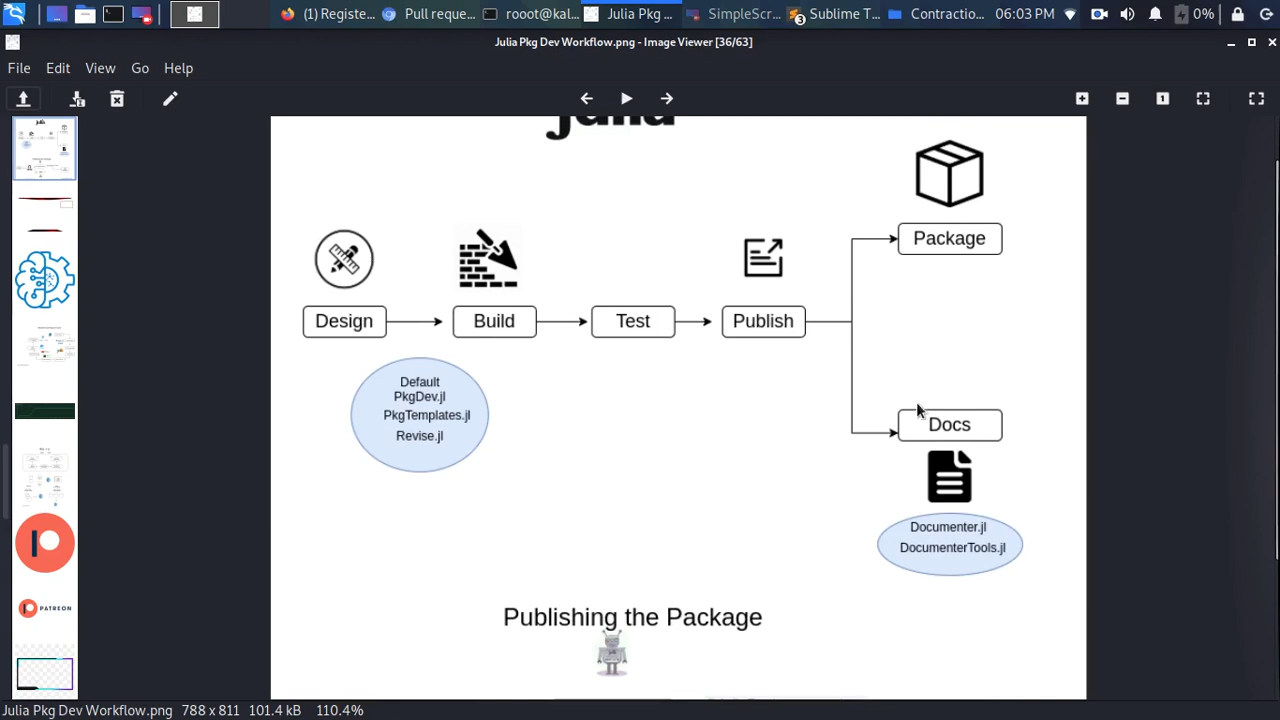 (1) Registe...
Pull reque...
rooot@kal...
Julia Pkg ...
SimpleScr...
3
Sublime T...
Contractio...
06:03 PM
0%
Julia Pkg Dev Workflow.png - Image Viewer [36/63]
File
Edit
View
Go
Help
1
julia
Package
Design
Build
Test
Publish
Default
PkgDev.jl
PkgTemplates.jl
Revise.jl
Docs
Documenter.jl
DocumenterTools.jl
Publishing the Package
PATREON
Julia Pkg Dev Workflow.png
788 x 811
101.4 kB
110.4%